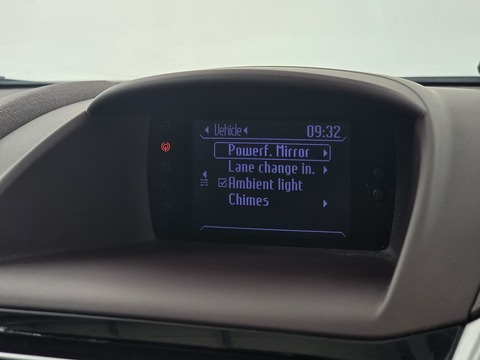 Vehicle 09:32
Powerf. Mirror
Lane change in.
Ambient light
Chimes